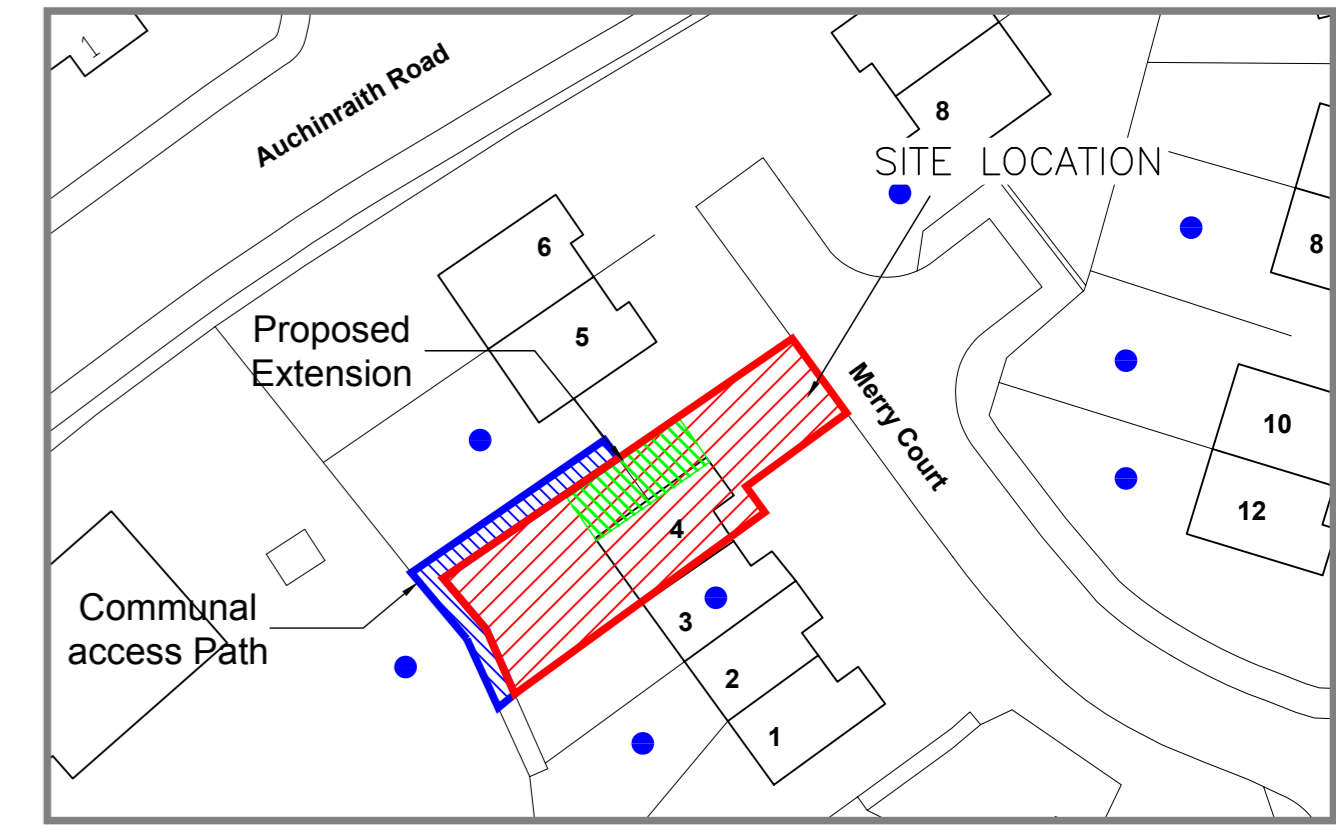 1
Auchinraith Road
8
SITE LOCATION
6
8
Proposed
Extension
5
Merry Court
10
12
4
Communal
access Path
3
2
1